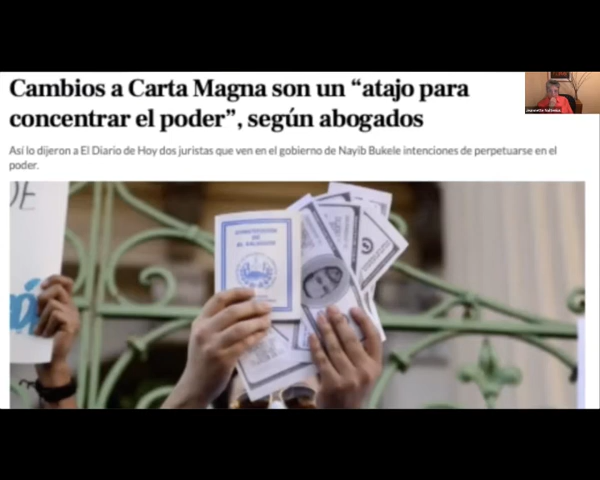 Cambios a Carta Magna son un “atajo para
concentrar el poder”, según abogados
Así lo dijeron a El Diario de Hoy dos juristas que ven en el gobierno de Nayib Bukele intenciones de perpetuarse en el
poder.
DE
CONSTITUCION
DE
EL SALVADOR